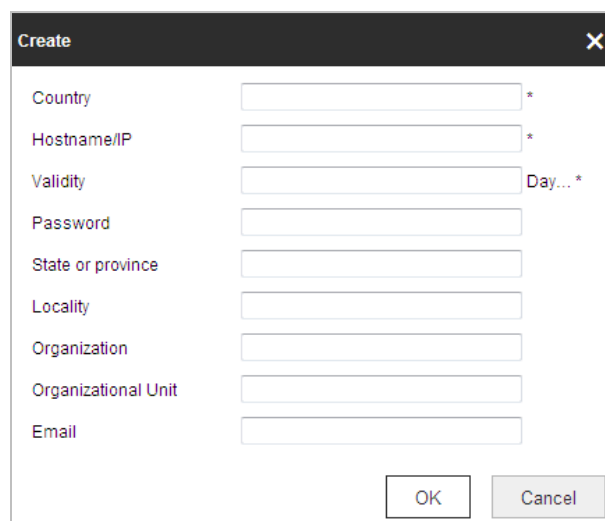 Create
Country *
Hostname/IP *
Validity Day... *
Password
State or province
Locality
Organization
Organizational Unit
Email
OK Cancel